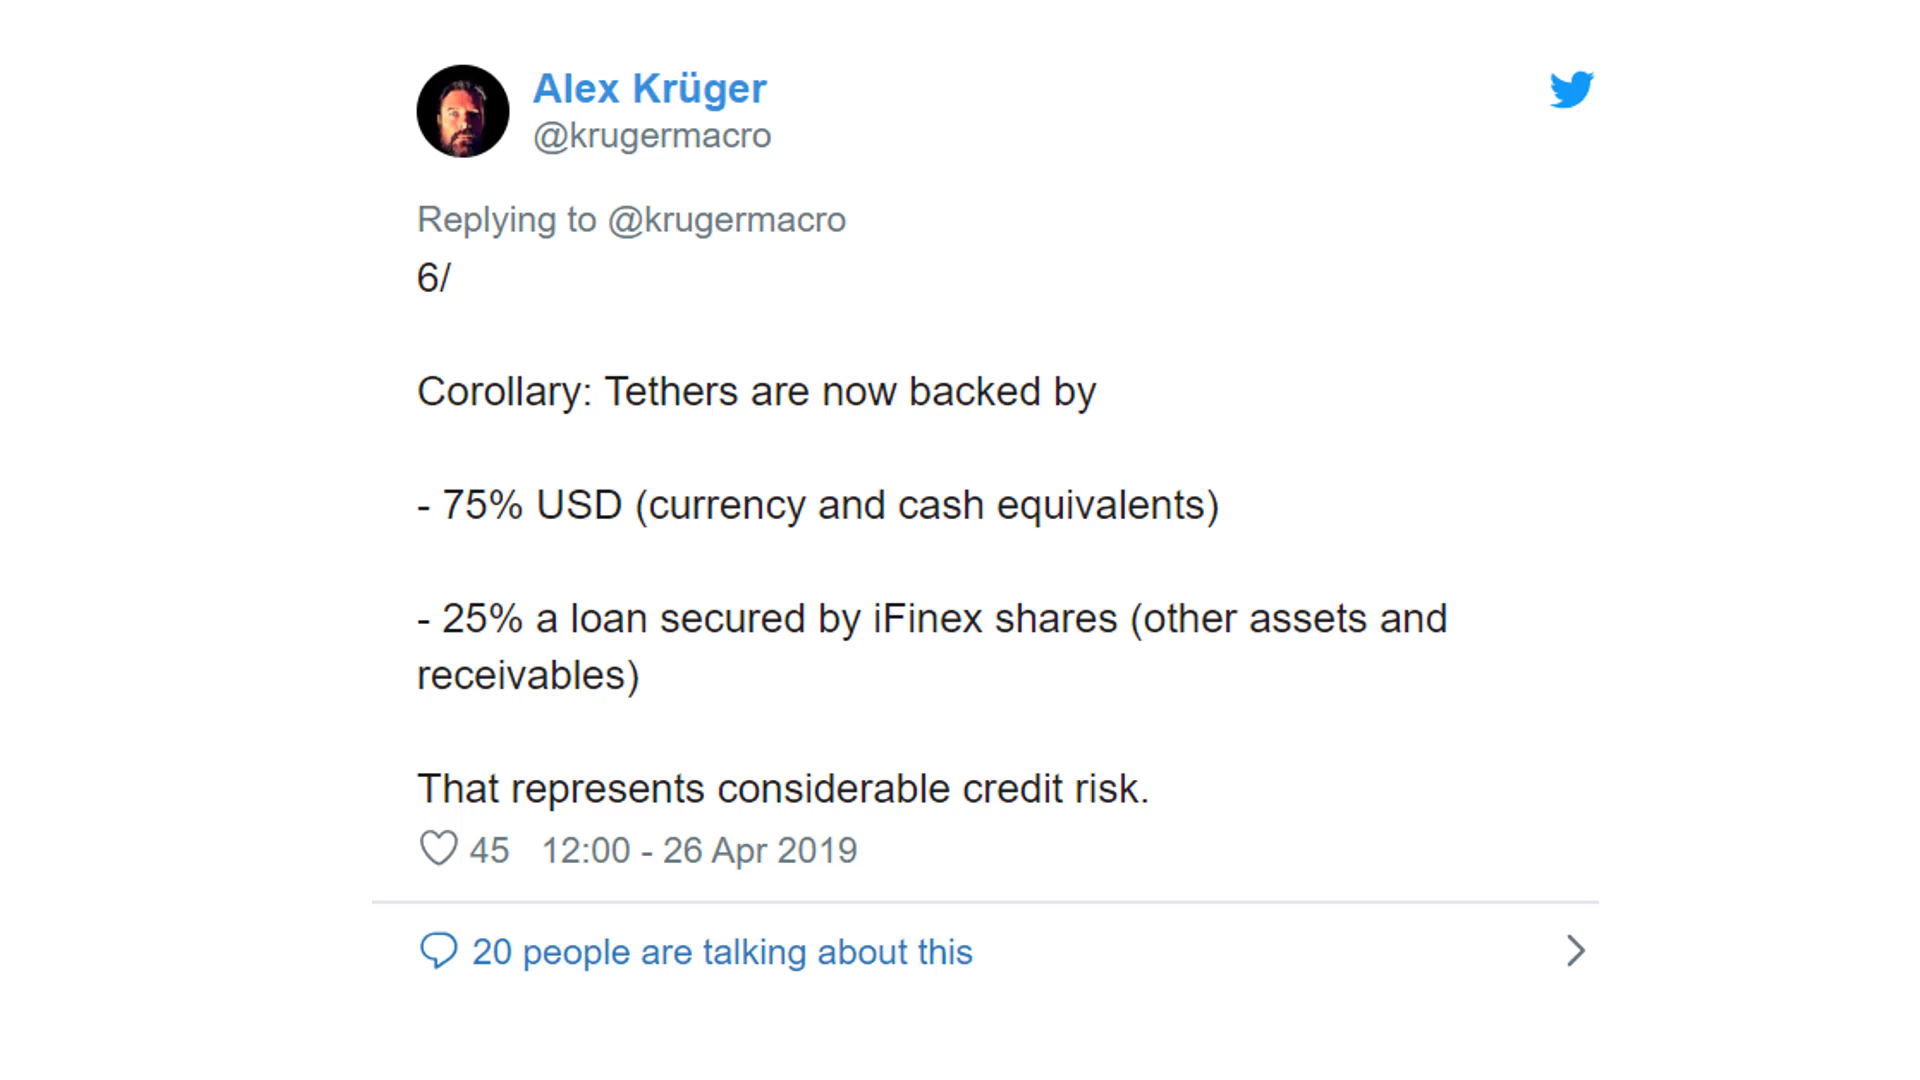 Alex Krüger
@krugermacro
Replying to @krugermacro
6/
Corollary: Tethers are now backed by
- 75% USD (currency and cash equivalents)
- 25% a loan secured by iFinex shares (other assets and
receivables)
That represents considerable credit risk.
45 12:00 - 26 Apr 2019
20 people are talking about this